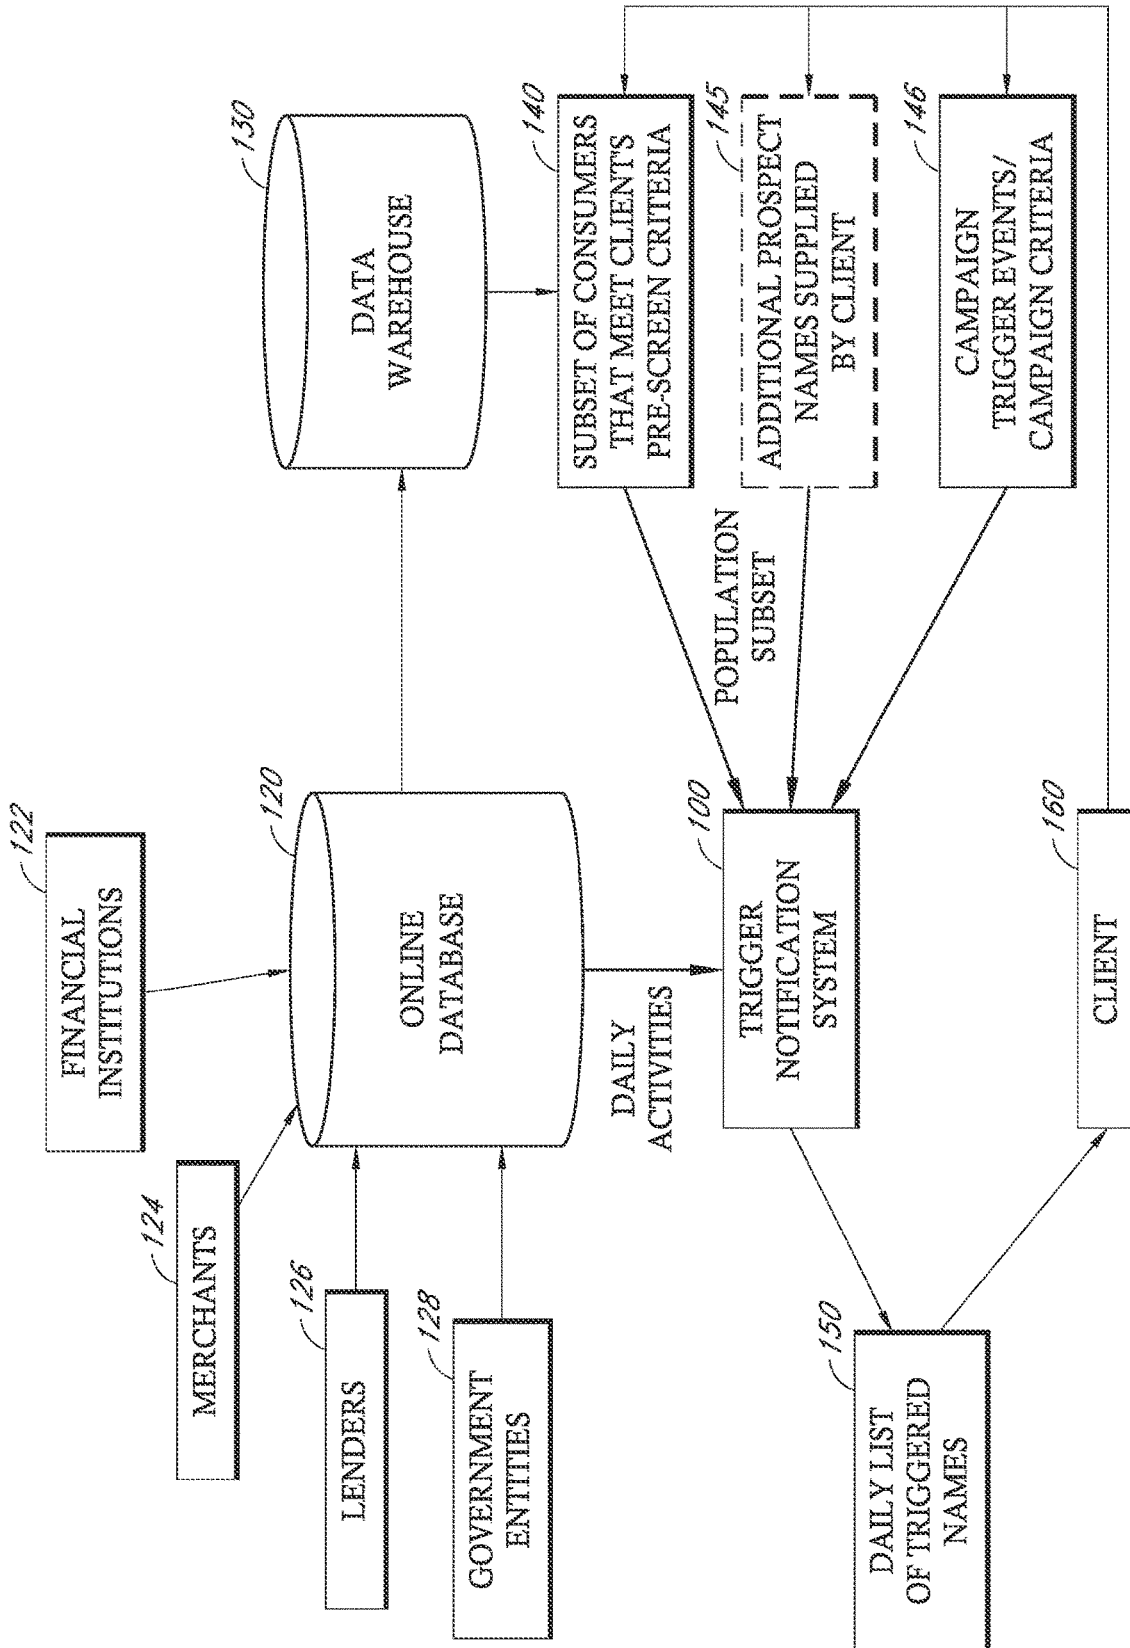 FINANCIAL
INSTITUTIONS
122
MERCHANTS
124
LENDERS
126
GOVERNMENT
ENTITIES
128
ONLINE
DATABASE
120
DATA
WAREHOUSE
130
DAILY
ACTIVITIES
SUBSET OF CONSUMERS
THAT MEET CLIENT'S
PRE-SCREEN CRITERIA
140
POPULATION
SUBSET
ADDITIONAL PROSPECT
NAMES SUPPLIED
BY CLIENT
145
TRIGGER
NOTIFICATION
SYSTEM
100
CAMPAIGN
TRIGGER EVENTS/
CAMPAIGN CRITERIA
146
DAILY LIST
OF TRIGGERED
NAMES
150
CLIENT
160